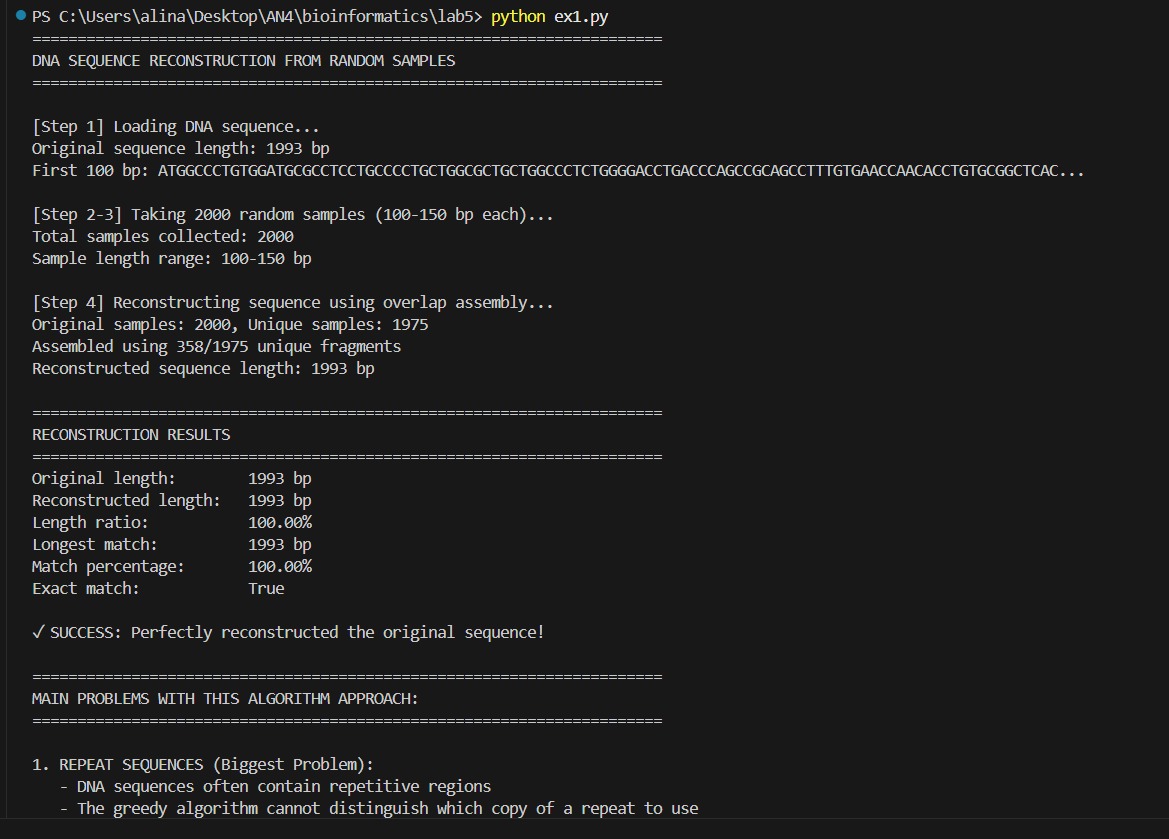 PS C:\Users\alina\Desktop\AN4\bioinformatics\lab5> python ex1.py
======================================================================
DNA SEQUENCE RECONSTRUCTION FROM RANDOM SAMPLES
======================================================================
[Step 1] Loading DNA sequence...
Original sequence length: 1993 bp
First 100 bp: ATGGCCCTGTGGATGCGCCTCCTGCCCCTGCTGGCGCTGCTGGCCCTCTGGGGACCTGACCCAGCCGCAGCCTTTGTGAACCAACACCTGTGCGGCTCAC...
[Step 2-3] Taking 2000 random samples (100-150 bp each)...
Total samples collected: 2000
Sample length range: 100-150 bp
[Step 4] Reconstructing sequence using overlap assembly...
Original samples: 2000, Unique samples: 1975
Assembled using 358/1975 unique fragments
Reconstructed sequence length: 1993 bp
======================================================================
RECONSTRUCTION RESULTS
======================================================================
Original length: 1993 bp
Reconstructed length: 1993 bp
Length ratio: 100.00%
Longest match: 1993 bp
Match percentage: 100.00%
Exact match: True
✓ SUCCESS: Perfectly reconstructed the original sequence!
======================================================================
MAIN PROBLEMS WITH THIS ALGORITHM APPROACH:
======================================================================
1. REPEAT SEQUENCES (Biggest Problem):
- DNA sequences often contain repetitive regions
- The greedy algorithm cannot distinguish which copy of a repeat to use